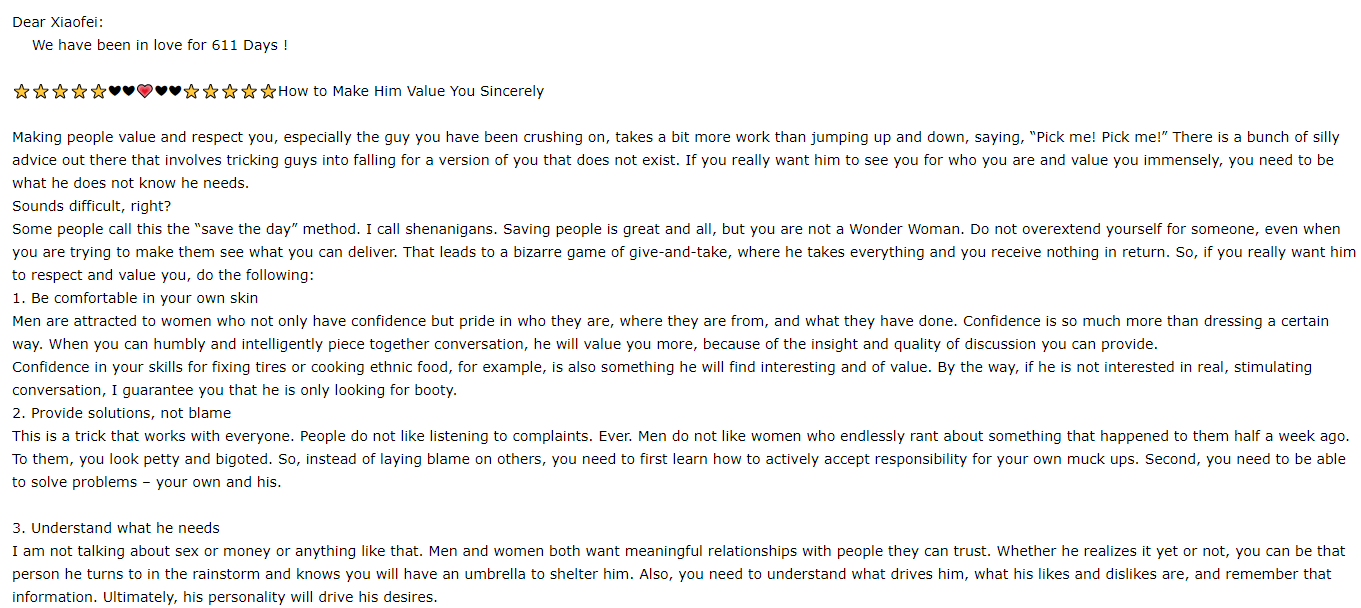 Dear Xiaofei:
We have been in love for 611 Days !
⭐⭐⭐⭐⭐♥♥💗♥♥⭐⭐⭐⭐⭐How to Make Him Value You Sincerely
Making people value and respect you, especially the guy you have been crushing on, takes a bit more work than jumping up and down, saying, “Pick me! Pick me!” There is a bunch of silly
advice out there that involves tricking guys into falling for a version of you that does not exist. If you really want him to see you for who you are and value you immensely, you need to be
what he does not know he needs.
Sounds difficult, right?
Some people call this the “save the day” method. I call shenanigans. Saving people is great and all, but you are not a Wonder Woman. Do not overextend yourself for someone, even when
you are trying to make them see what you can deliver. That leads to a bizarre game of give-and-take, where he takes everything and you receive nothing in return. So, if you really want him
to respect and value you, do the following:
1. Be comfortable in your own skin
Men are attracted to women who not only have confidence but pride in who they are, where they are from, and what they have done. Confidence is so much more than dressing a certain
way. When you can humbly and intelligently piece together conversation, he will value you more, because of the insight and quality of discussion you can provide.
Confidence in your skills for fixing tires or cooking ethnic food, for example, is also something he will find interesting and of value. By the way, if he is not interested in real, stimulating
conversation, I guarantee you that he is only looking for booty.
2. Provide solutions, not blame
This is a trick that works with everyone. People do not like listening to complaints. Ever. Men do not like women who endlessly rant about something that happened to them half a week ago.
To them, you look petty and bigoted. So, instead of laying blame on others, you need to first learn how to actively accept responsibility for your own muck ups. Second, you need to be able
to solve problems – your own and his.
3. Understand what he needs
I am not talking about sex or money or anything like that. Men and women both want meaningful relationships with people they can trust. Whether he realizes it yet or not, you can be that
person he turns to in the rainstorm and knows you will have an umbrella to shelter him. Also, you need to understand what drives him, what his likes and dislikes are, and remember that
information. Ultimately, his personality will drive his desires.